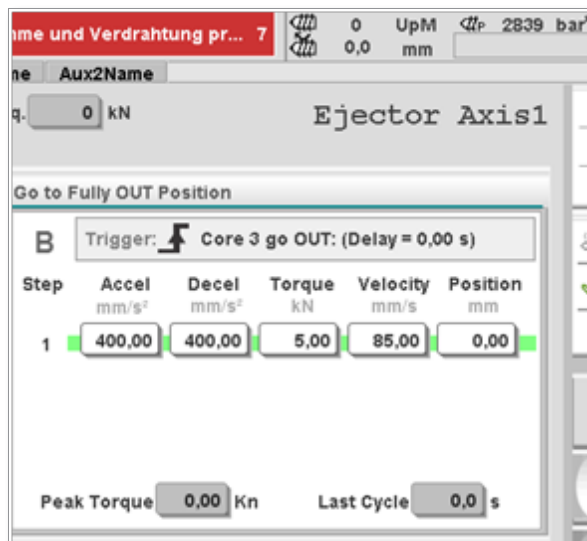 me und Verdrahtung pr... 7
0 UpM P 2839 bar
0,0 mm
me Aux2Name
q. 0 kN
Ejector Axis1
Go to Fully OUT Position
B Trigger: Core 3 go OUT: (Delay = 0,00 s)
Step Accel Decel Torque Velocity Position
mm/s² mm/s² kN mm/s mm
1 400,00 400,00 5,00 85,00 0,00
Peak Torque 0,00 Kn Last Cycle 0,0 s